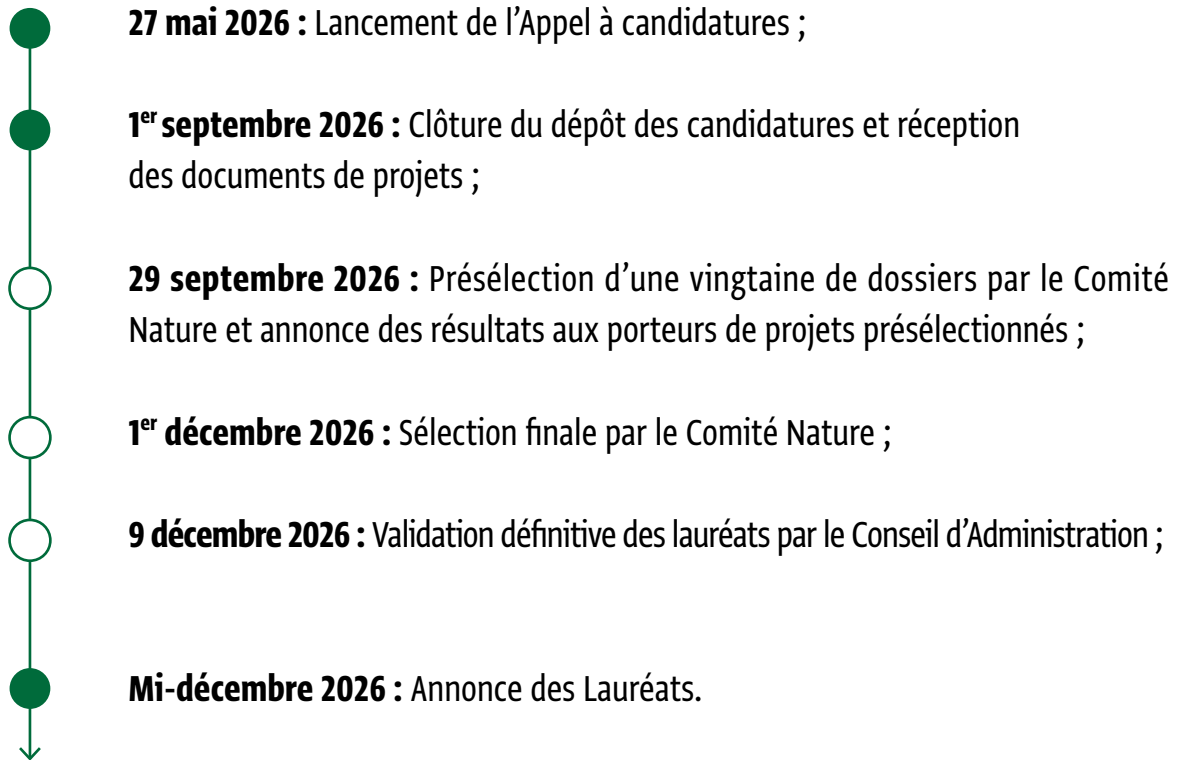 27 mai 2026 : Lancement de l’Appel à candidatures ;
1er septembre 2026 : Clôture du dépôt des candidatures et réception
des documents de projets ;
29 septembre 2026 : Présélection d’une vingtaine de dossiers par le Comité
Nature et annonce des résultats aux porteurs de projets présélectionnés ;
1er décembre 2026 : Sélection finale par le Comité Nature ;
9 décembre 2026 : Validation définitive des lauréats par le Conseil d’Administration ;
Mi-décembre 2026 : Annonce des Lauréats.